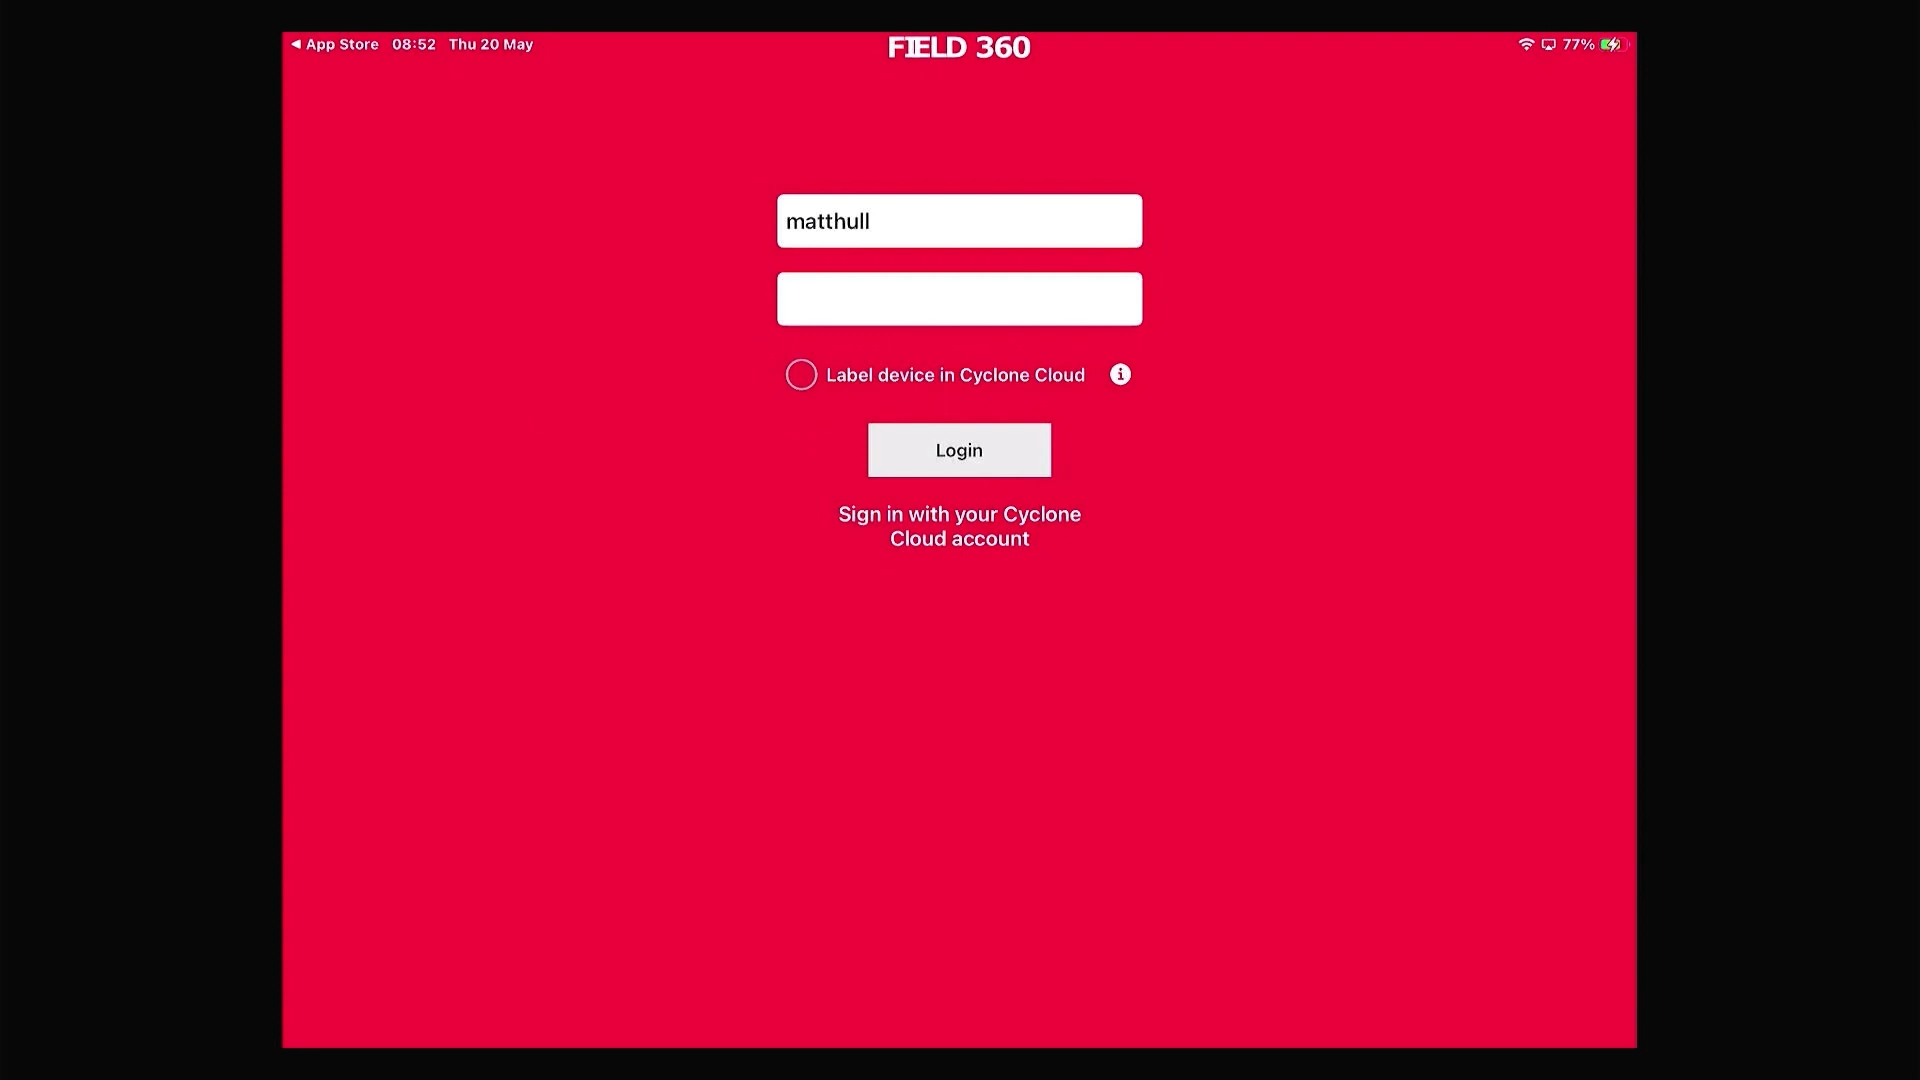 ◀ App Store 08:52 Thu 20 May
FIELD 360
77%
matthull
Label device in Cyclone Cloud
Login
Sign in with your Cyclone
Cloud account